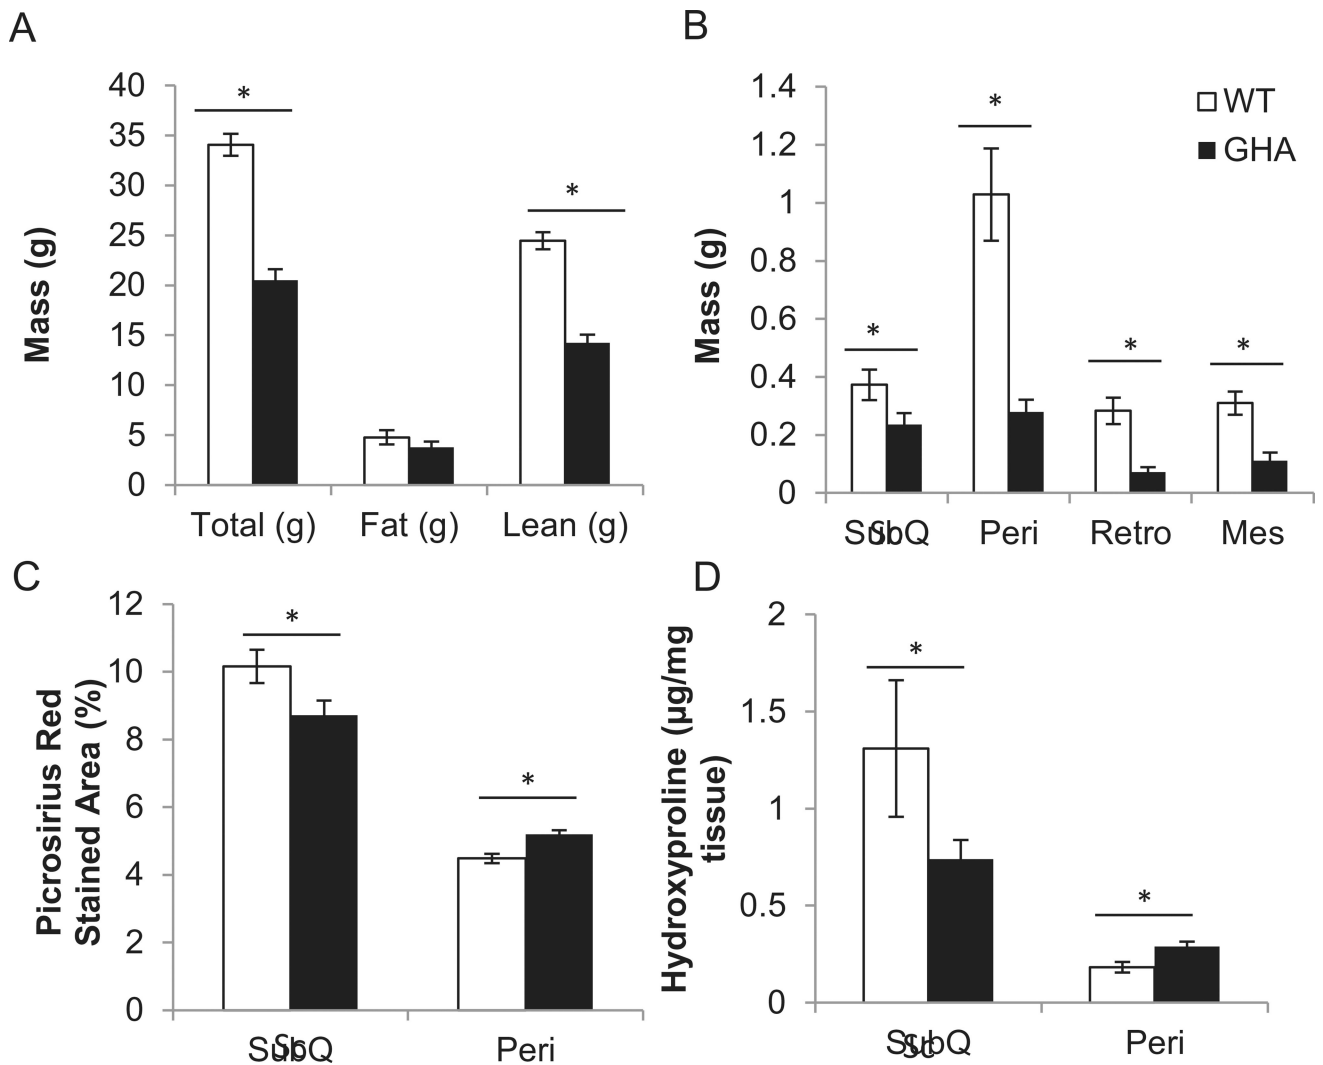 A
Mass (g)
40
35
30
25
20
15
10
5
0
*
*
Total (g) Fat (g) Lean (g)
B
Mass (g)
1.4
1.2
1
0.8
0.6
0.4
0.2
0
*
*
*
*
WT
GHA
SubQ Peri Retro Mes
C
Picrosirius Red
Stained Area (%)
12
10
8
6
4
2
0
*
*
SubQ Peri
D
Hydroxyproline (µg/mg
tissue)
2
1.5
1
0.5
0
*
*
SubQ Peri
Sc